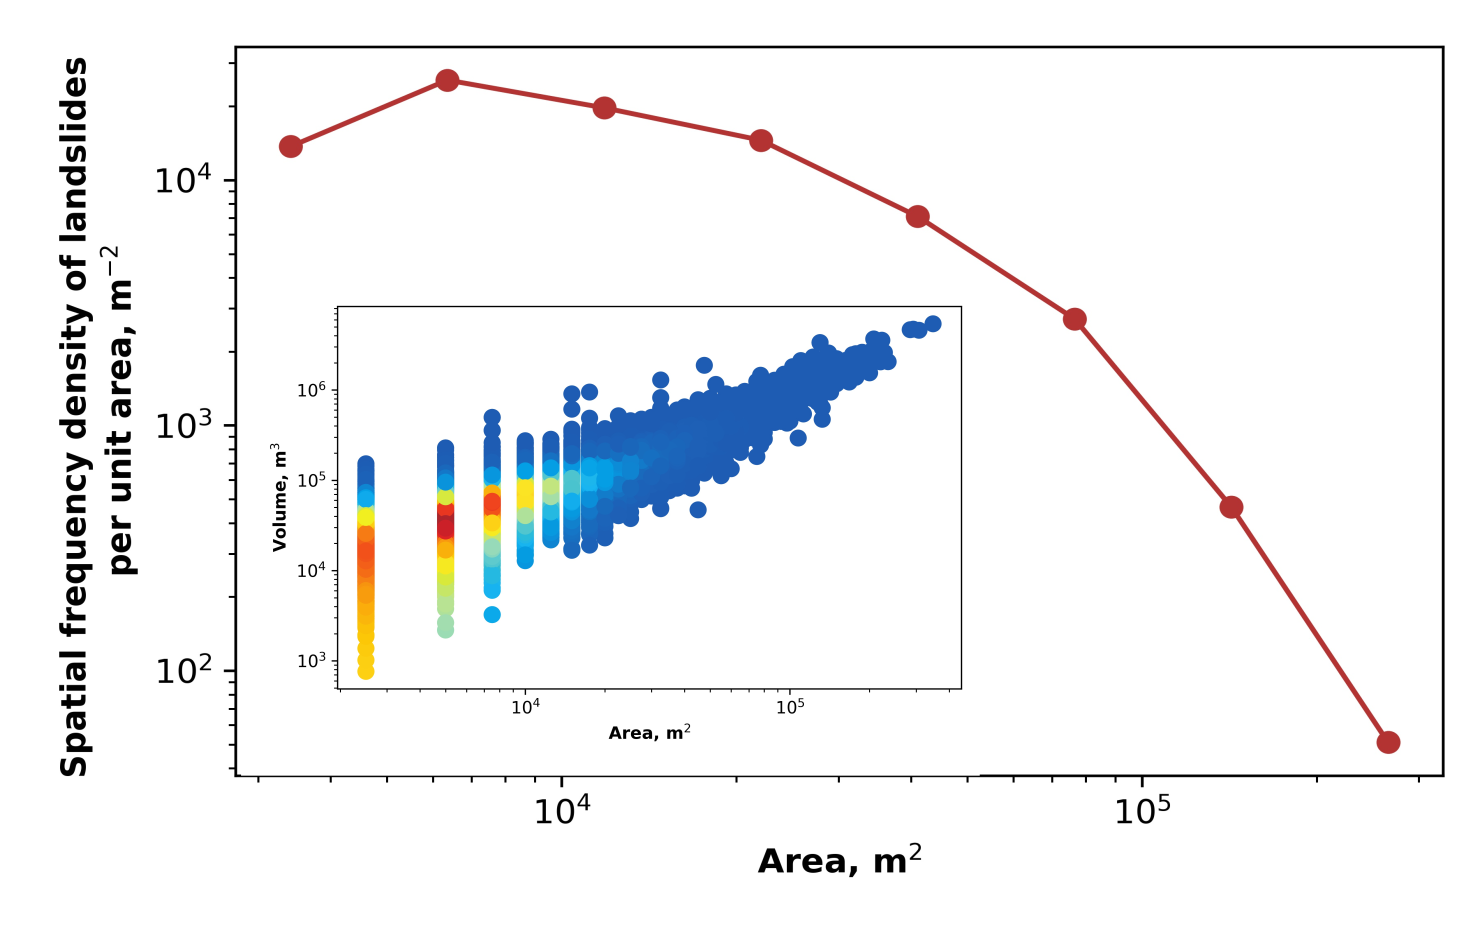 Spatial frequency density of landslides
per unit area, m⁻²
10⁴
10³
10²
10⁴
10⁵
Area, m²
Volume, m³
10⁶
10⁵
10⁴
10³
10⁴
10⁵
Area, m²